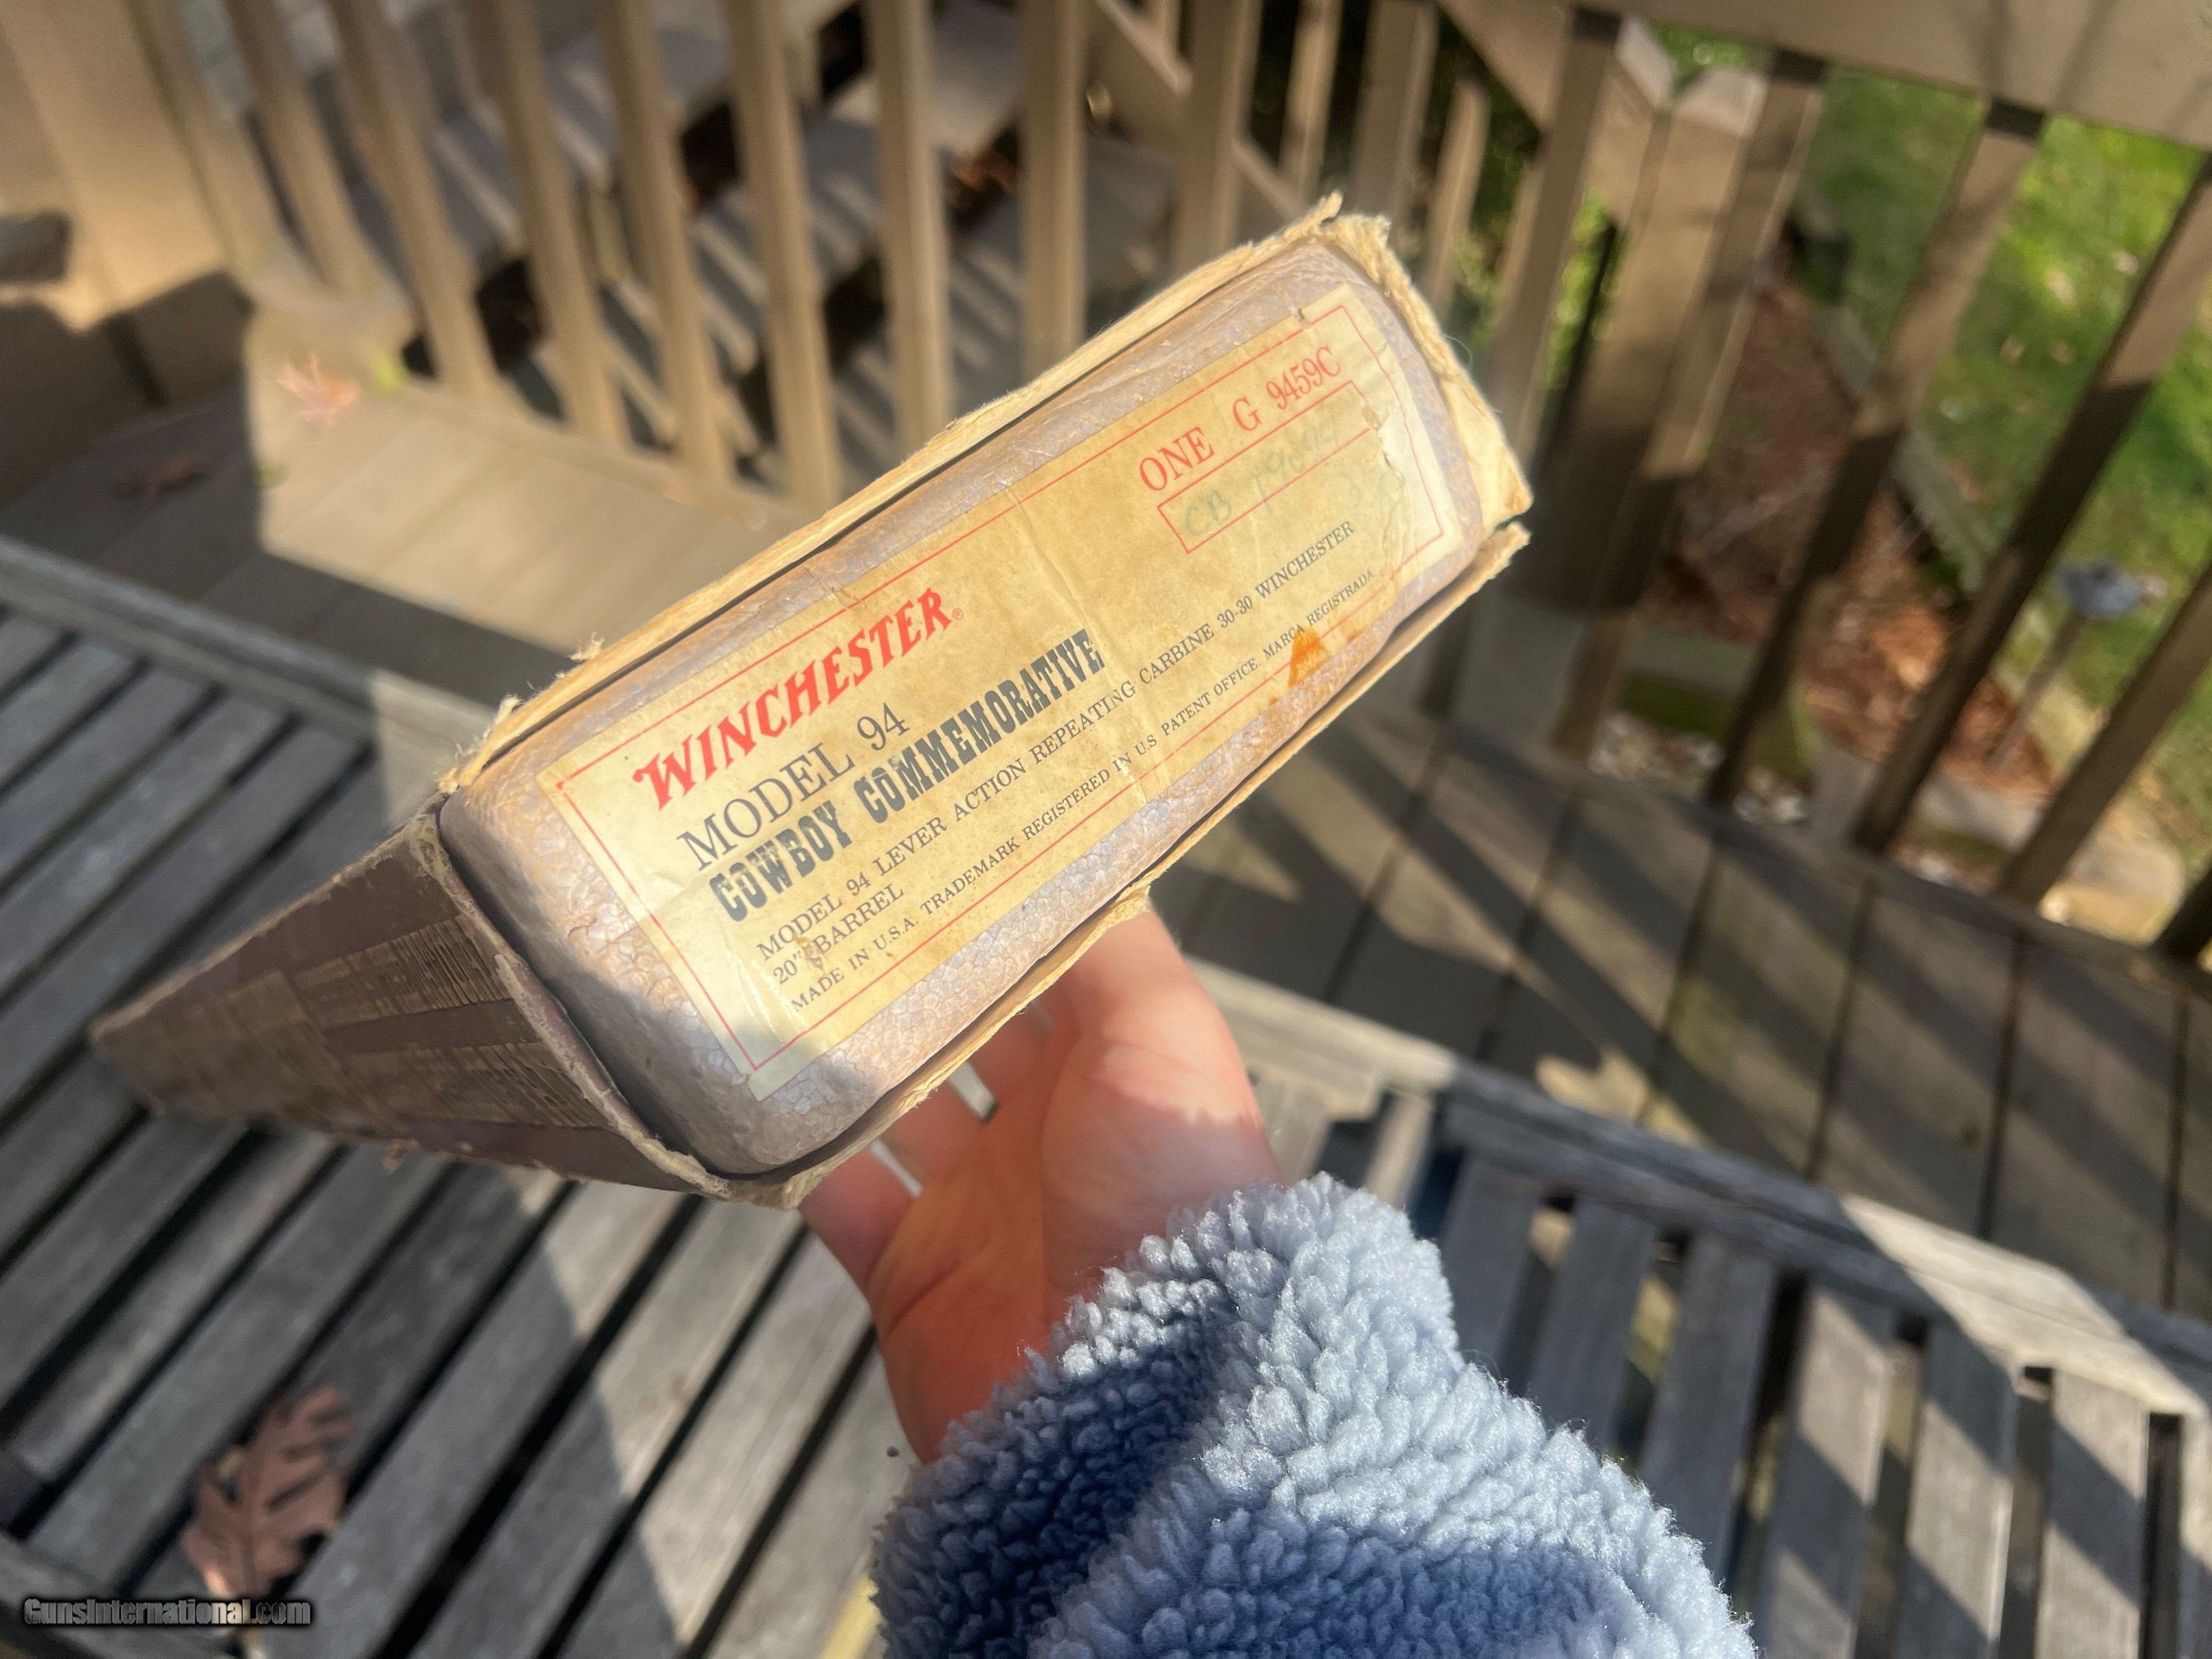 ONE G 9459C
CB
WINCHESTER®
MODEL 94
COWBOY COMMEMORATIVE
MODEL 94 LEVER ACTION REPEATING CARBINE 30-30 WINCHESTER
20" BARREL
MADE IN U.S.A. TRADEMARK REGISTERED IN U.S PATENT OFFICE. MARCA REGISTRADA
GunsInternational.com